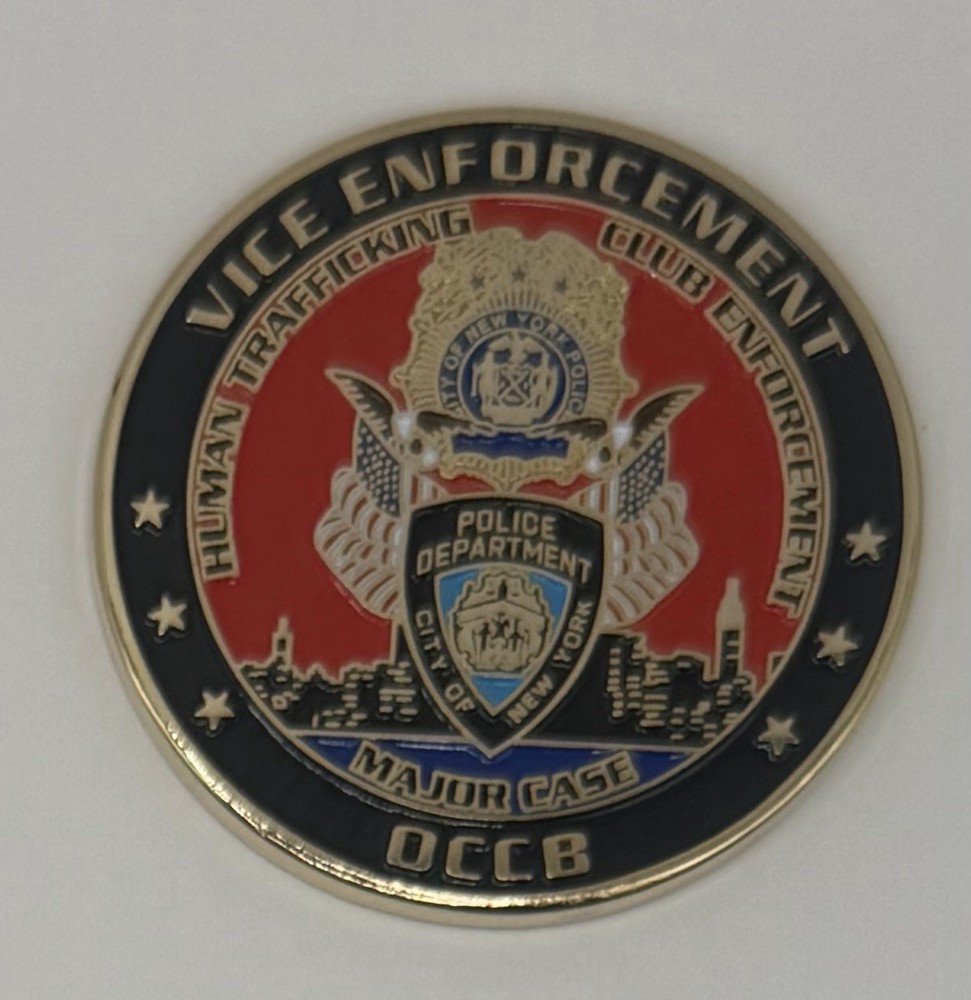 VICE ENFORCEMENT
HUMAN TRAFFICKING
CLUB ENFORCEMENT
CITY OF NEW YORK POLICE
POLICE
DEPARTMENT
CITY OF
NEW YORK
MAJOR CASE
OCCB